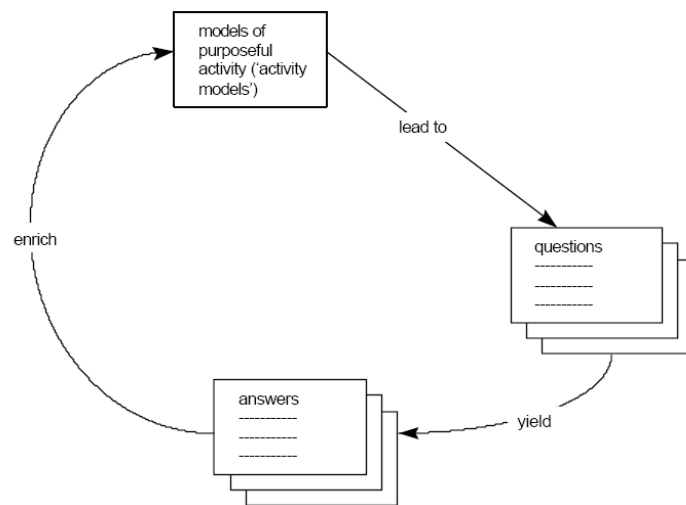 models of
purposeful
activity (‘activity
models’)
lead to
questions
-----------
-----------
-----------
enrich
answers
-----------
-----------
-----------
yield